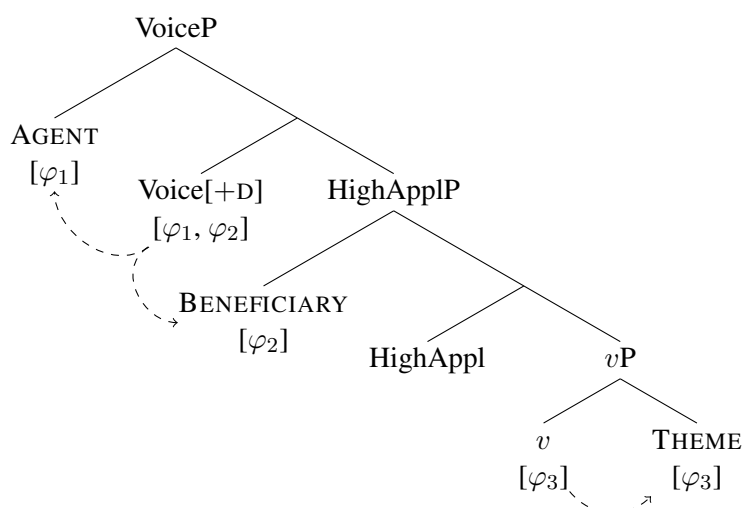 VoiceP
AGENT
[φ1]
Voice[+D]
[φ1, φ2]
HighApplP
BENEFICIARY
[φ2]
HighAppl
vP
v
[φ3]
THEME
[φ3]